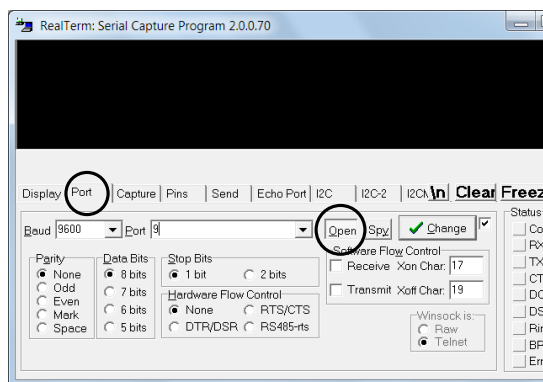 RealTerm: Serial Capture Program 2.0.0.70
Display Port Capture Pins Send Echo Port I2C I2C-2 \n Clear Freez
Status
Baud 9600 Port 9 Open Spy Change
Parity Data Bits Stop Bits Software Flow Control
None 8 bits 1 bit 2 bits Receive Xon Char: 17
Odd 7 bits
Even 6 bits Hardware Flow Control Transmit Xoff Char: 19
Mark 5 bits None RTS/CTS
Space DTR/DSR RS485-rts
Winsock is:
Raw
Telnet
Co
RX
TX
CT
DC
DS
Rin
BR
Err